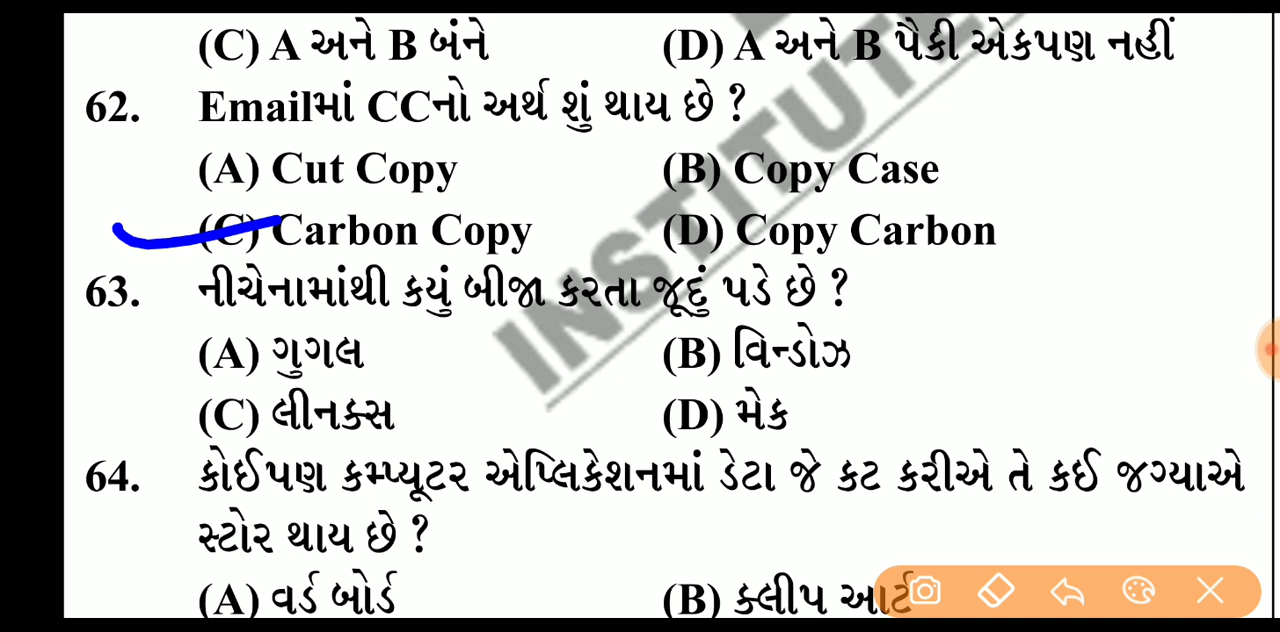 (C) A અને B બંને (D) A અને B પૈકી એકપણ નહીં
62. Emailમાં CCનો અર્થ શું થાય છે ?
(A) Cut Copy (B) Copy Case
(C) Carbon Copy (D) Copy Carbon
63. નીચેનામાંથી કયું બીજા કરતા જૂદું પડે છે ?
(A) ગુગલ (B) વિન્ડોઝ
(C) લીનક્સ (D) મેક
64. કોઈપણ કમ્પ્યૂટર એપ્લિકેશનમાં ડેટા જે કટ કરીએ તે કઈ જગ્યાએ
સ્ટોર થાય છે ?
(A) વર્ડ બોર્ડ (B) ક્લીપ આર્ટ
INSTITUTE